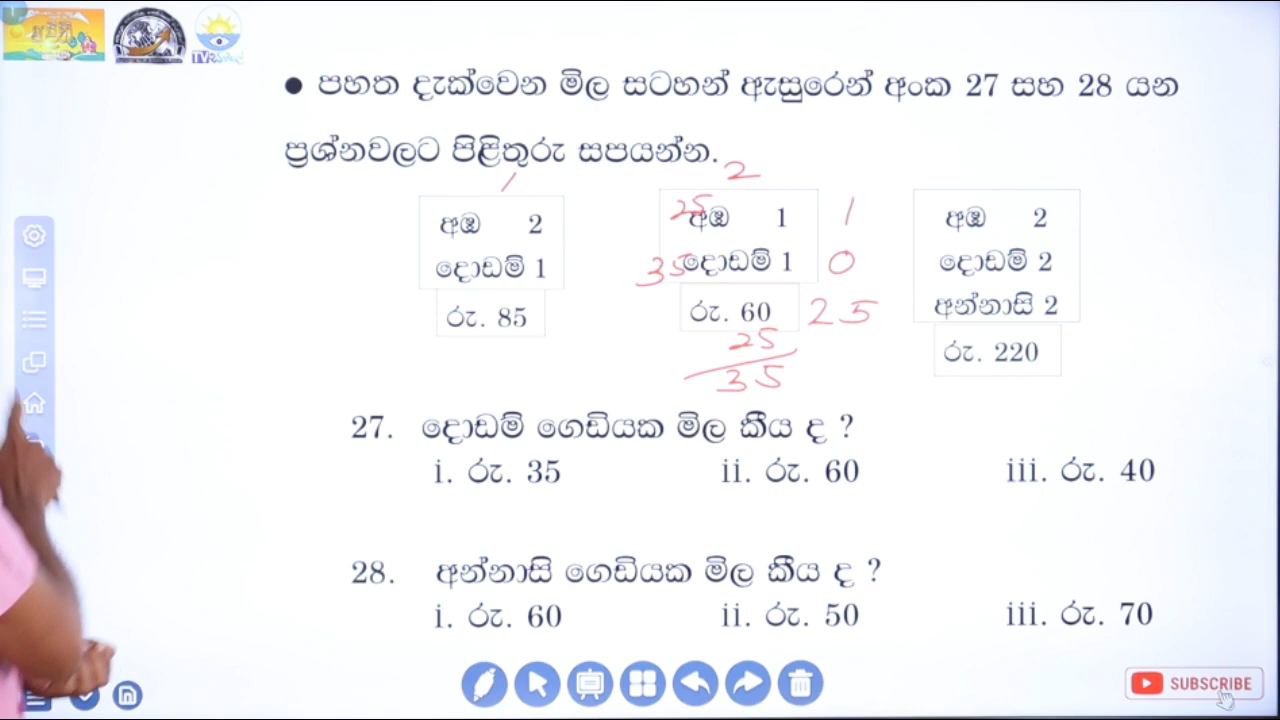 ● පහත දැක්වෙන මිල සටහන් ඇසුරෙන් අංක 27 සහ 28 යන
ප්‍රශ්නවලට පිළිතුරු සපයන්න.
1
අඹ 2
දොඩම් 1
රු. 85
2
25 අඹ 1 1
35 දොඩම් 1 0
රු. 60 25
25
35
අඹ 2
දොඩම් 2
අන්නාසි 2
රු. 220
27. දොඩම් ගෙඩියක මිල කීය ද ?
i. රු. 35 ii. රු. 60 iii. රු. 40
28. අන්නාසි ගෙඩියක මිල කීය ද ?
i. රු. 60 ii. රු. 50 iii. රු. 70
SUBSCRIBE